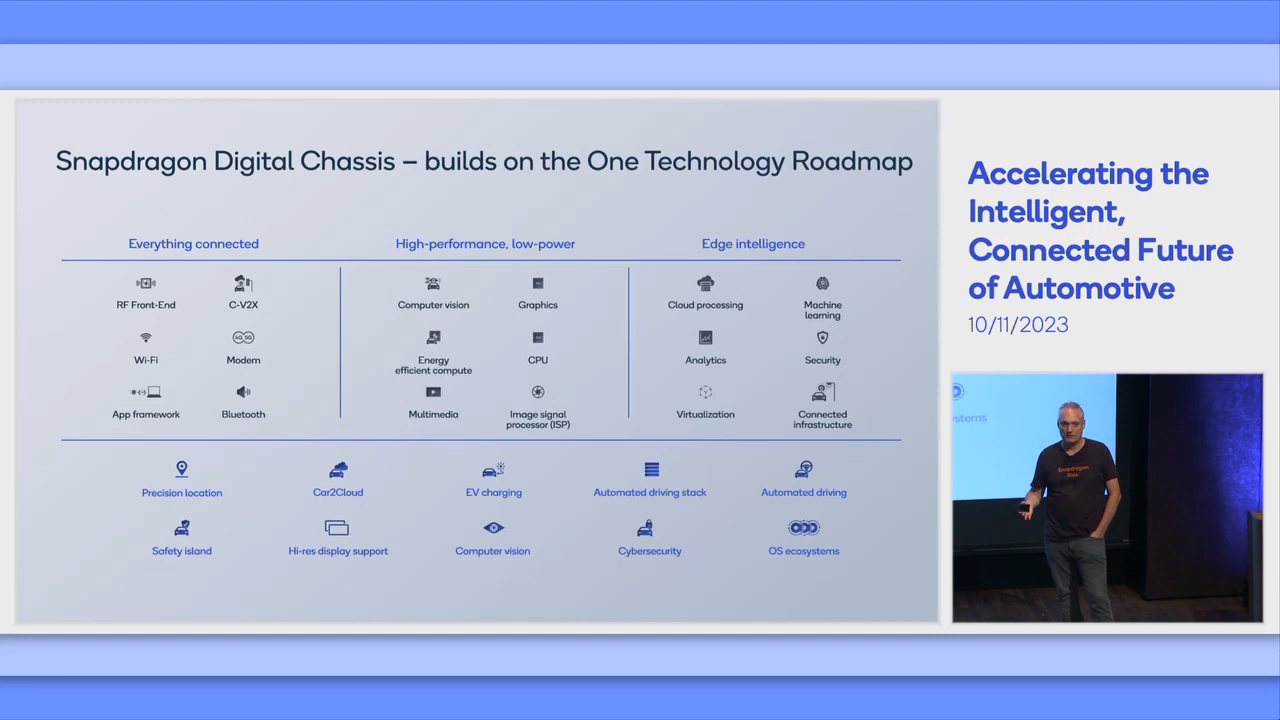 Snapdragon Digital Chassis – builds on the One Technology Roadmap
Everything connected
High-performance, low-power
Edge intelligence
RF Front-End
C-V2X
Computer vision
Graphics
Cloud processing
Machine
learning
Wi-Fi
Modem
Energy
efficient compute
CPU
Analytics
Security
App framework
Bluetooth
Multimedia
Image signal
processor (ISP)
Virtualization
Connected
infrastructure
Precision location
Car2Cloud
EV charging
Automated driving stack
Automated driving
Safety island
Hi-res display support
Computer vision
Cybersecurity
OS ecosystems
Accelerating the
Intelligent,
Connected Future
of Automotive
10/11/2023
ystems
Snapdragon
Ride